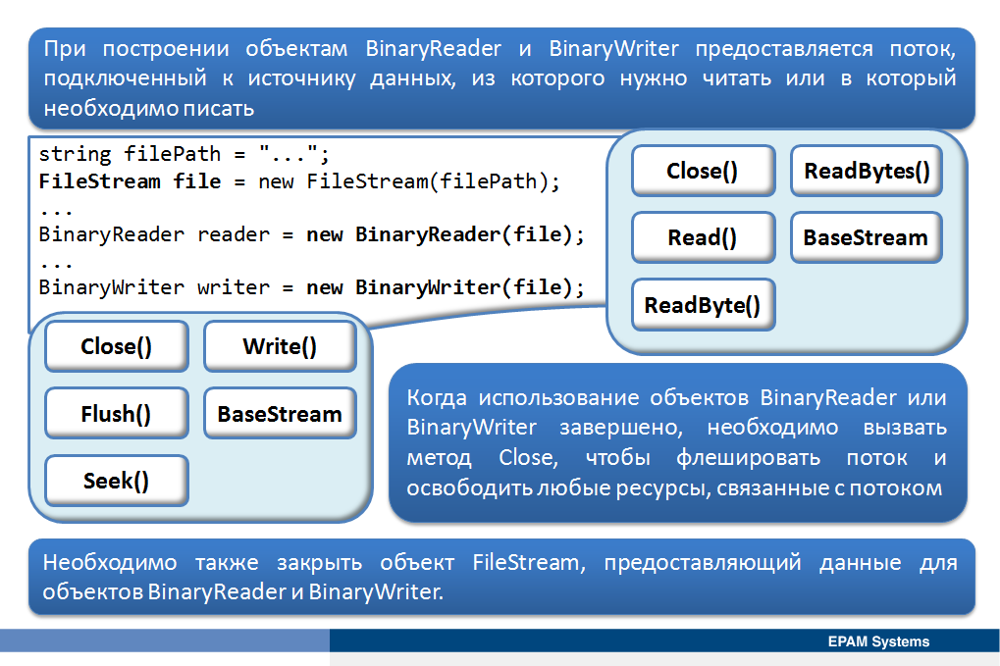 При построении объектам BinaryReader и BinaryWriter предоставляется поток,
подключенный к источнику данных, из которого нужно читать или в который
необходимо писать
string filePath = "...";
FileStream file = new FileStream(filePath);
...
BinaryReader reader = new BinaryReader(file);
...
BinaryWriter writer = new BinaryWriter(file);
Close() ReadBytes()
Read() BaseStream
ReadByte()
Close() Write()
Flush() BaseStream
Seek()
Когда использование объектов BinaryReader или
BinaryWriter завершено, необходимо вызвать
метод Close, чтобы флешировать поток и
освободить любые ресурсы, связанные с потоком
Необходимо также закрыть объект FileStream, предоставляющий данные для
объектов BinaryReader и BinaryWriter.
EPAM Systems